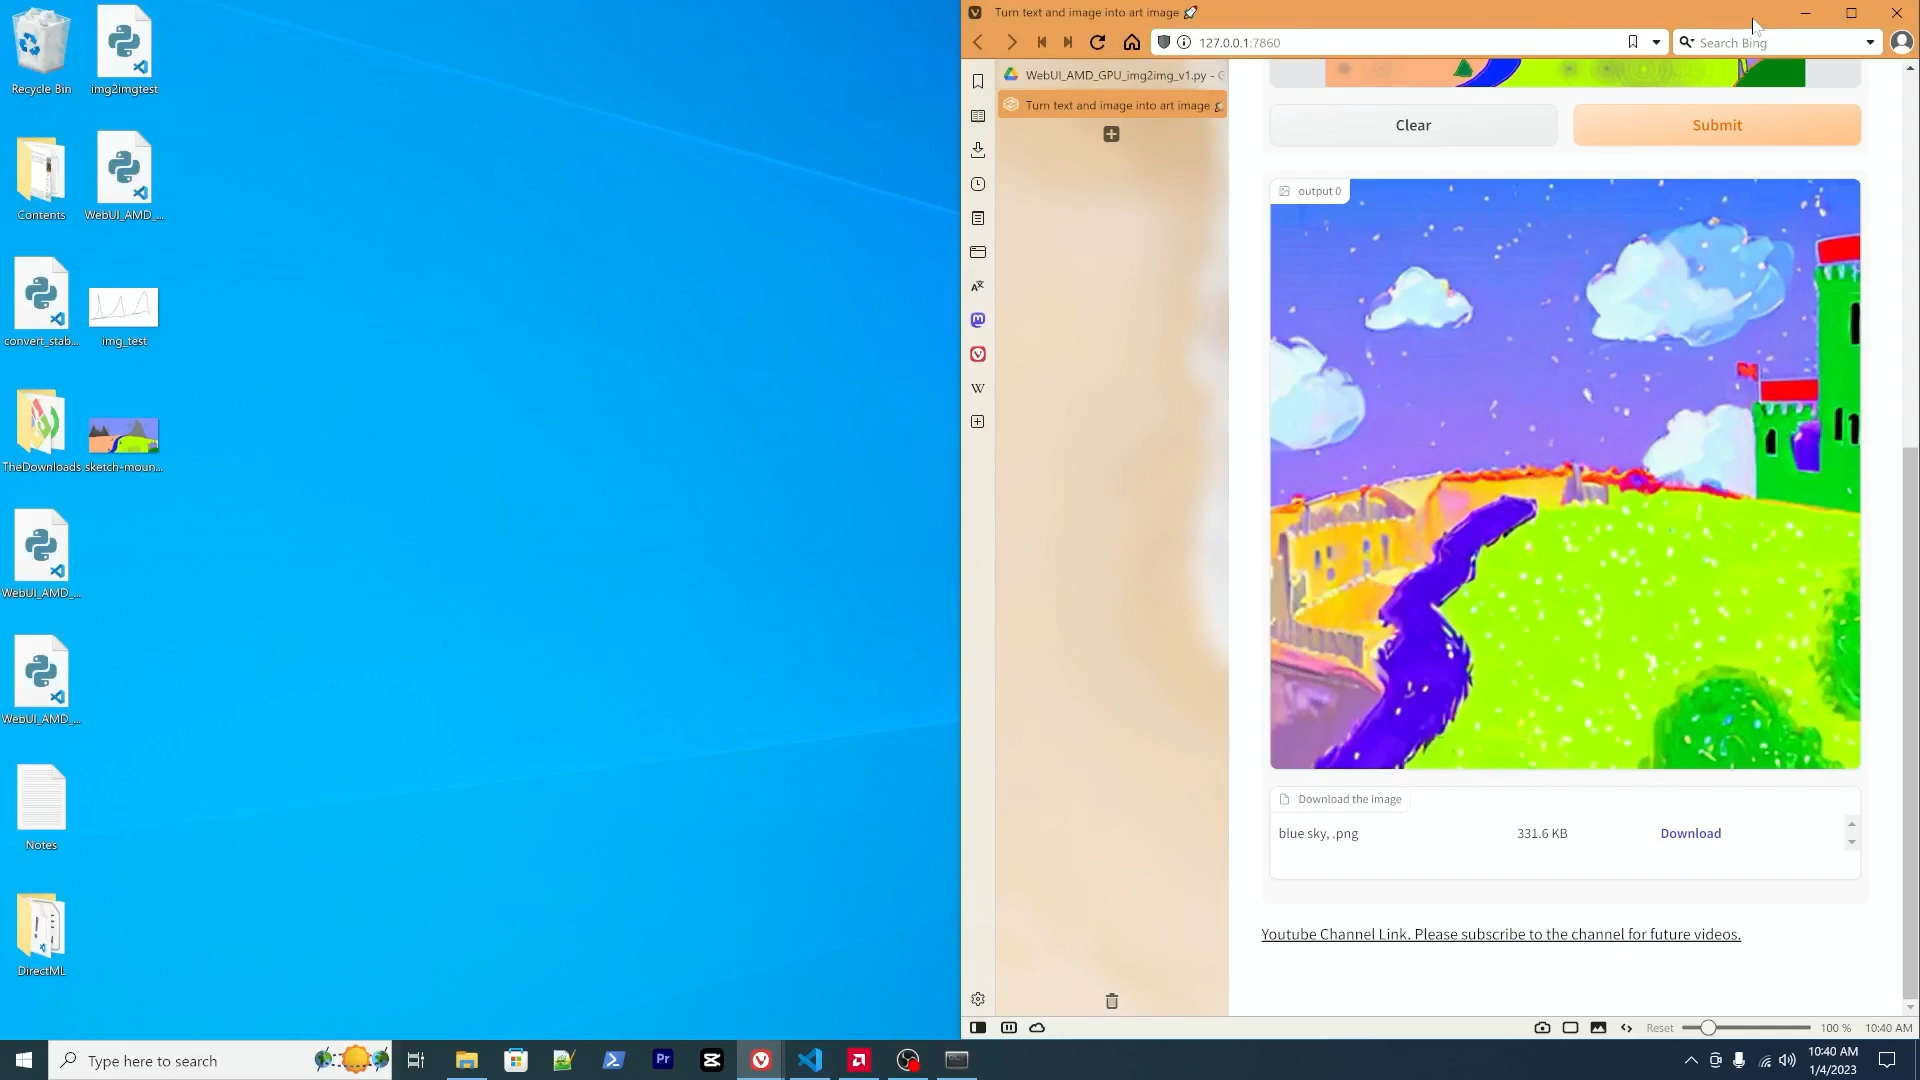 Recycle Bin
img2imgtest
Contents
WebUI_AMD_...
convert_stab...
img_test
TheDownloads
sketch-moun...
WebUI_AMD_...
WebUI_AMD_...
Notes
DirectML
Turn text and image into art image 🚀
127.0.0.1:7860
Search Bing
WebUI_AMD_GPU_img2img_v1.py - G
Turn text and image into art image 🚀
Clear
Submit
output 0
Download the image
blue sky, .png
331.6 KB
Download
Youtube Channel Link. Please subscribe to the channel for future videos.
Reset
100 %
10:40 AM
Type here to search
10:40 AM
1/4/2023